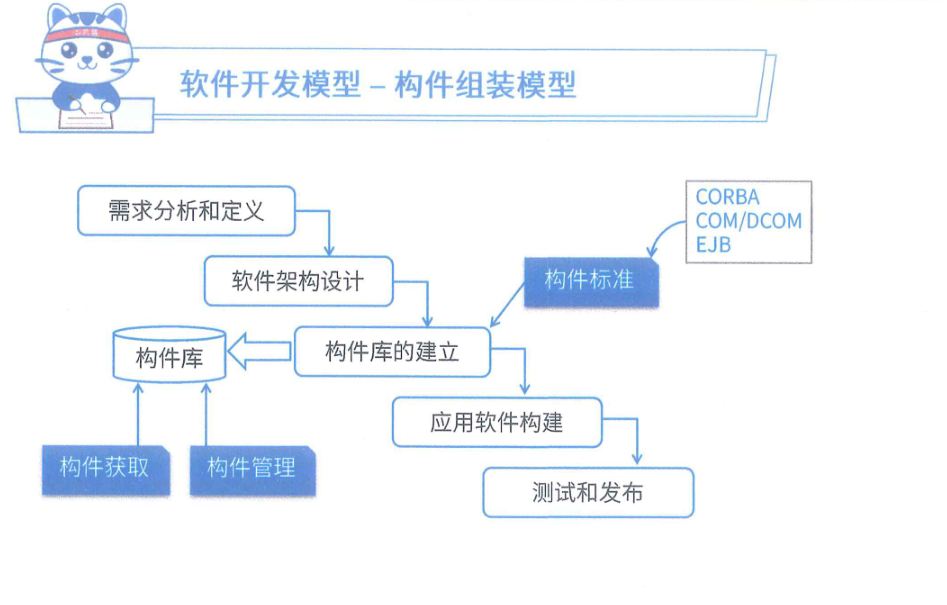 软件开发模型 – 构件组装模型
需求分析和定义
CORBA
COM/DCOM
EJB
软件架构设计
构件标准
构件库
构件库的建立
应用软件构建
构件获取
构件管理
测试和发布